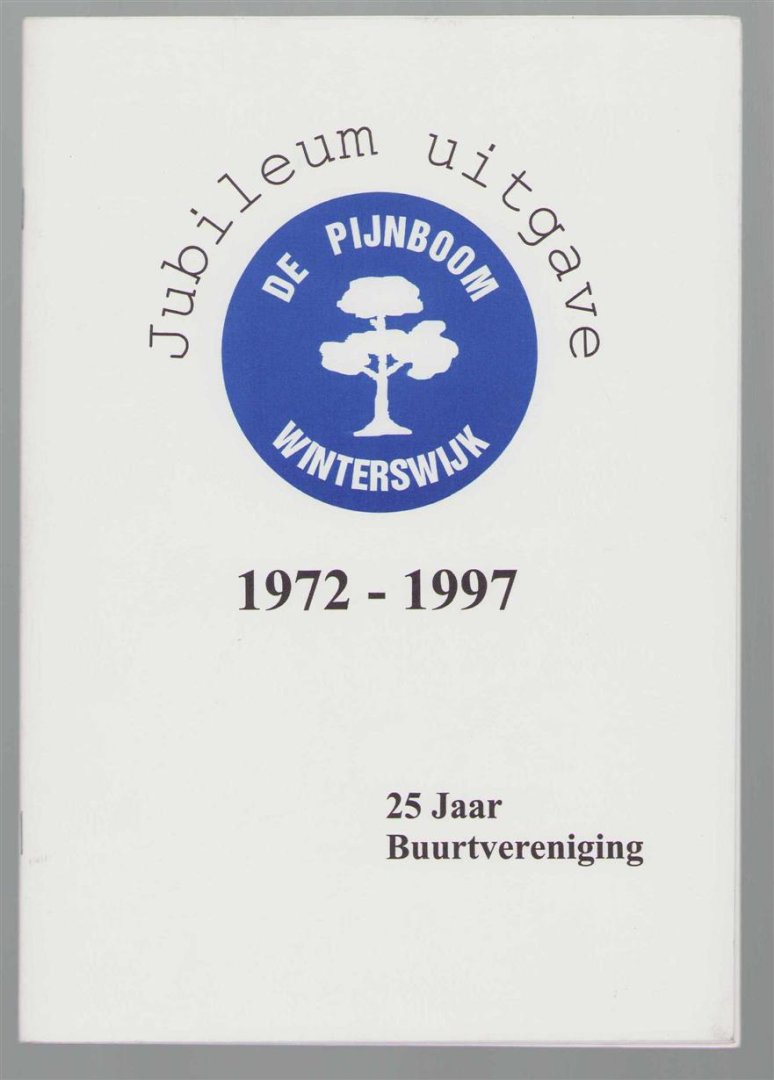 Jubileum uitgave
DE PIJNBOOM
WINTERSWIJK
1972 - 1997
25 Jaar
Buurtvereniging